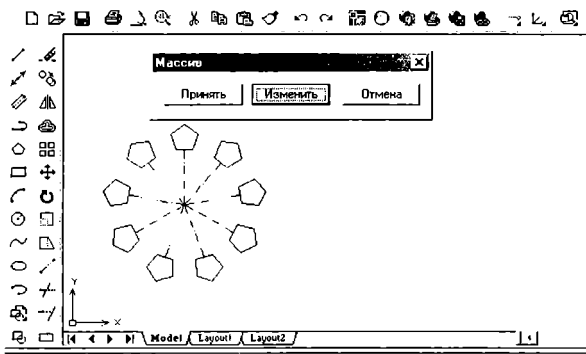 Массив
Принять Изменить Отмена
Y
X
Model Layout1 Layout2